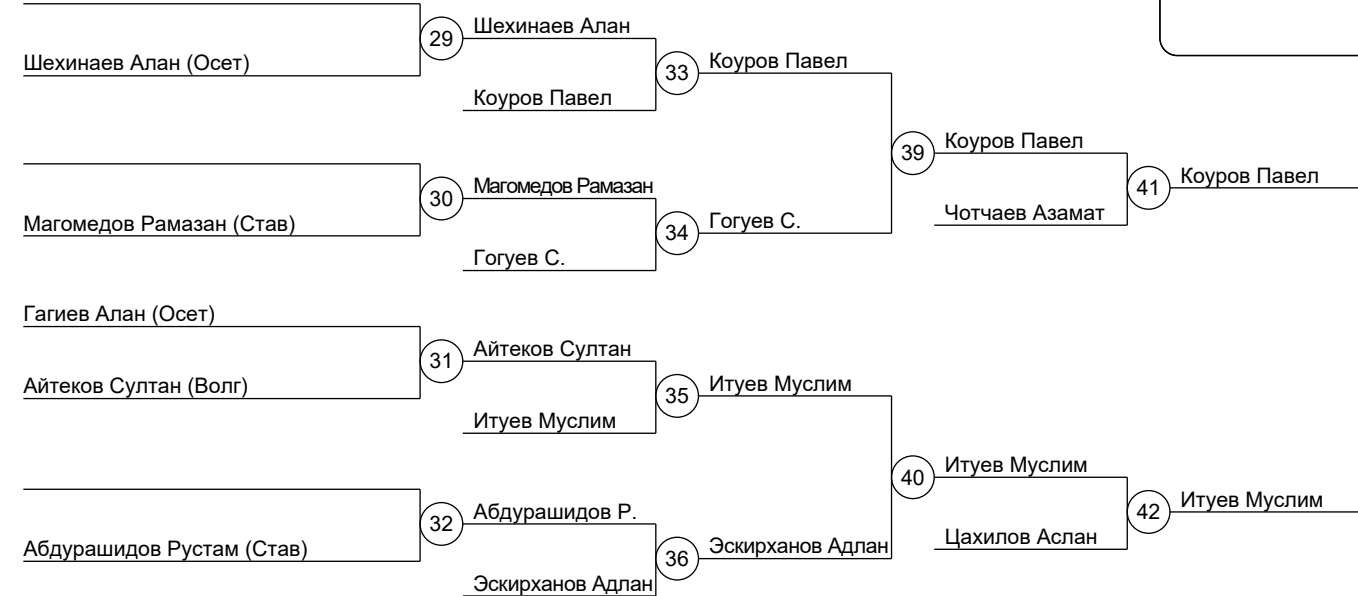 Шехинаев Алан (Осет)
29
Шехинаев Алан
Коуров Павел
33
Коуров Павел
Магомедов Рамазан (Став)
30
Магомедов Рамазан
Гогуев С.
34
Гогуев С.
39
Коуров Павел
Чотчаев Азамат
41
Коуров Павел
Гагиев Алан (Осет)
Айтеков Султан (Волг)
31
Айтеков Султан
Итуев Муслим
35
Итуев Муслим
Абдурашидов Рустам (Став)
32
Абдурашидов Р.
Эскирханов Адлан
36
Эскирханов Адлан
40
Итуев Муслим
Цахилов Аслан
42
Итуев Муслим